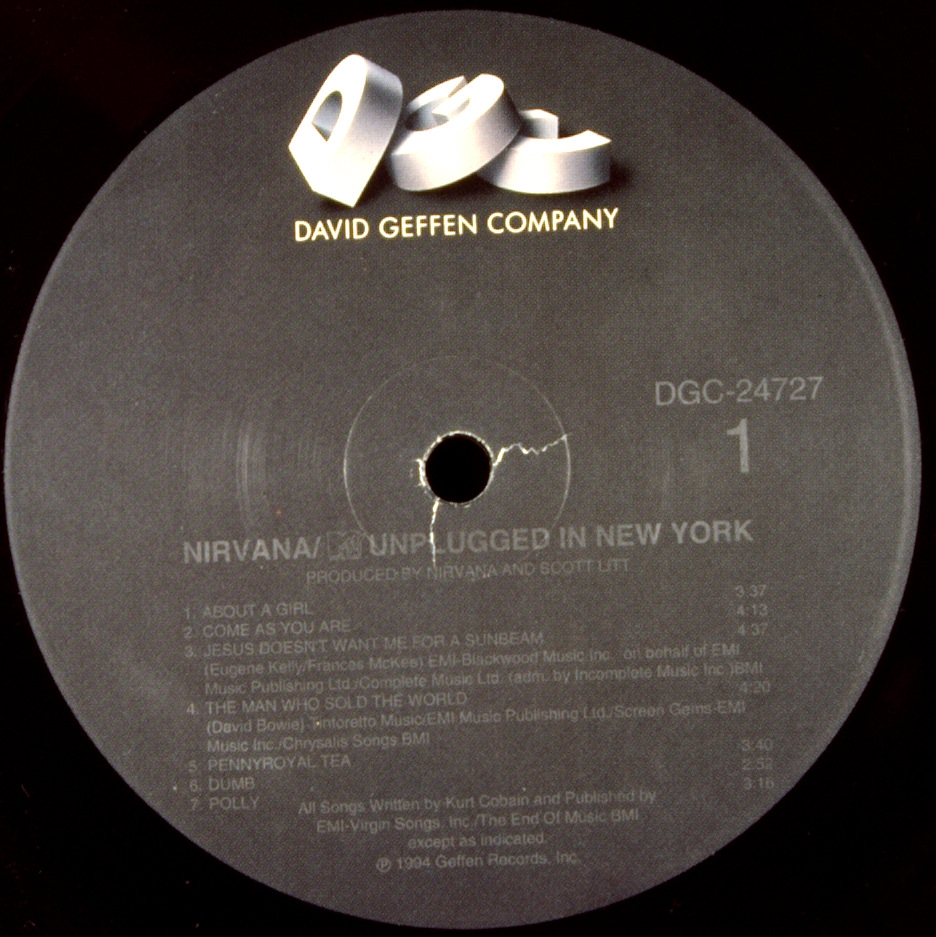 DGC
DAVID GEFFEN COMPANY
DGC-24727
1
NIRVANA/ MTV UNPLUGGED IN NEW YORK
PRODUCED BY NIRVANA AND SCOTT LITT
1. ABOUT A GIRL 3:37
2. COME AS YOU ARE 4:13
3. JESUS DOESN'T WANT ME FOR A SUNBEAM 4:37
(Eugene Kelly/Frances McKee) EMI-Blackwood Music Inc. on behalf of EMI
Music Publishing Ltd./Complete Music Ltd. (adm. by Incomplete Music Inc.)BMI
4. THE MAN WHO SOLD THE WORLD 4:20
(David Bowie) Tintoretto Music/EMI Music Publishing Ltd./Screen Gems-EMI
Music Inc./Chrysalis Songs BMI
5. PENNYROYAL TEA 3:40
6. DUMB 2:52
7. POLLY 3:16
All Songs Written by Kurt Cobain and Published by
EMI-Virgin Songs, Inc./The End Of Music BMI
except as indicated.
℗ 1994 Geffen Records, Inc.